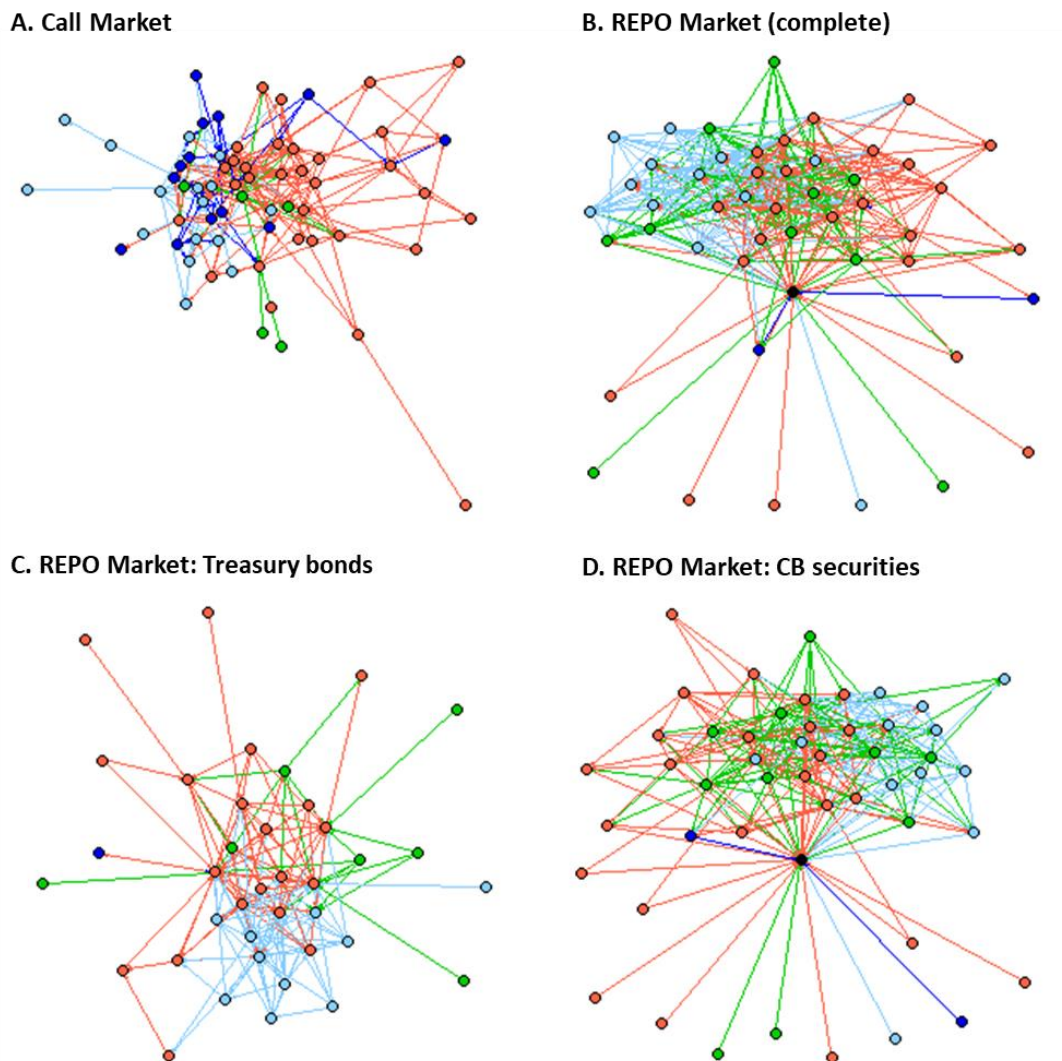 A. Call Market
B. REPO Market (complete)
C. REPO Market: Treasury bonds
D. REPO Market: CB securities